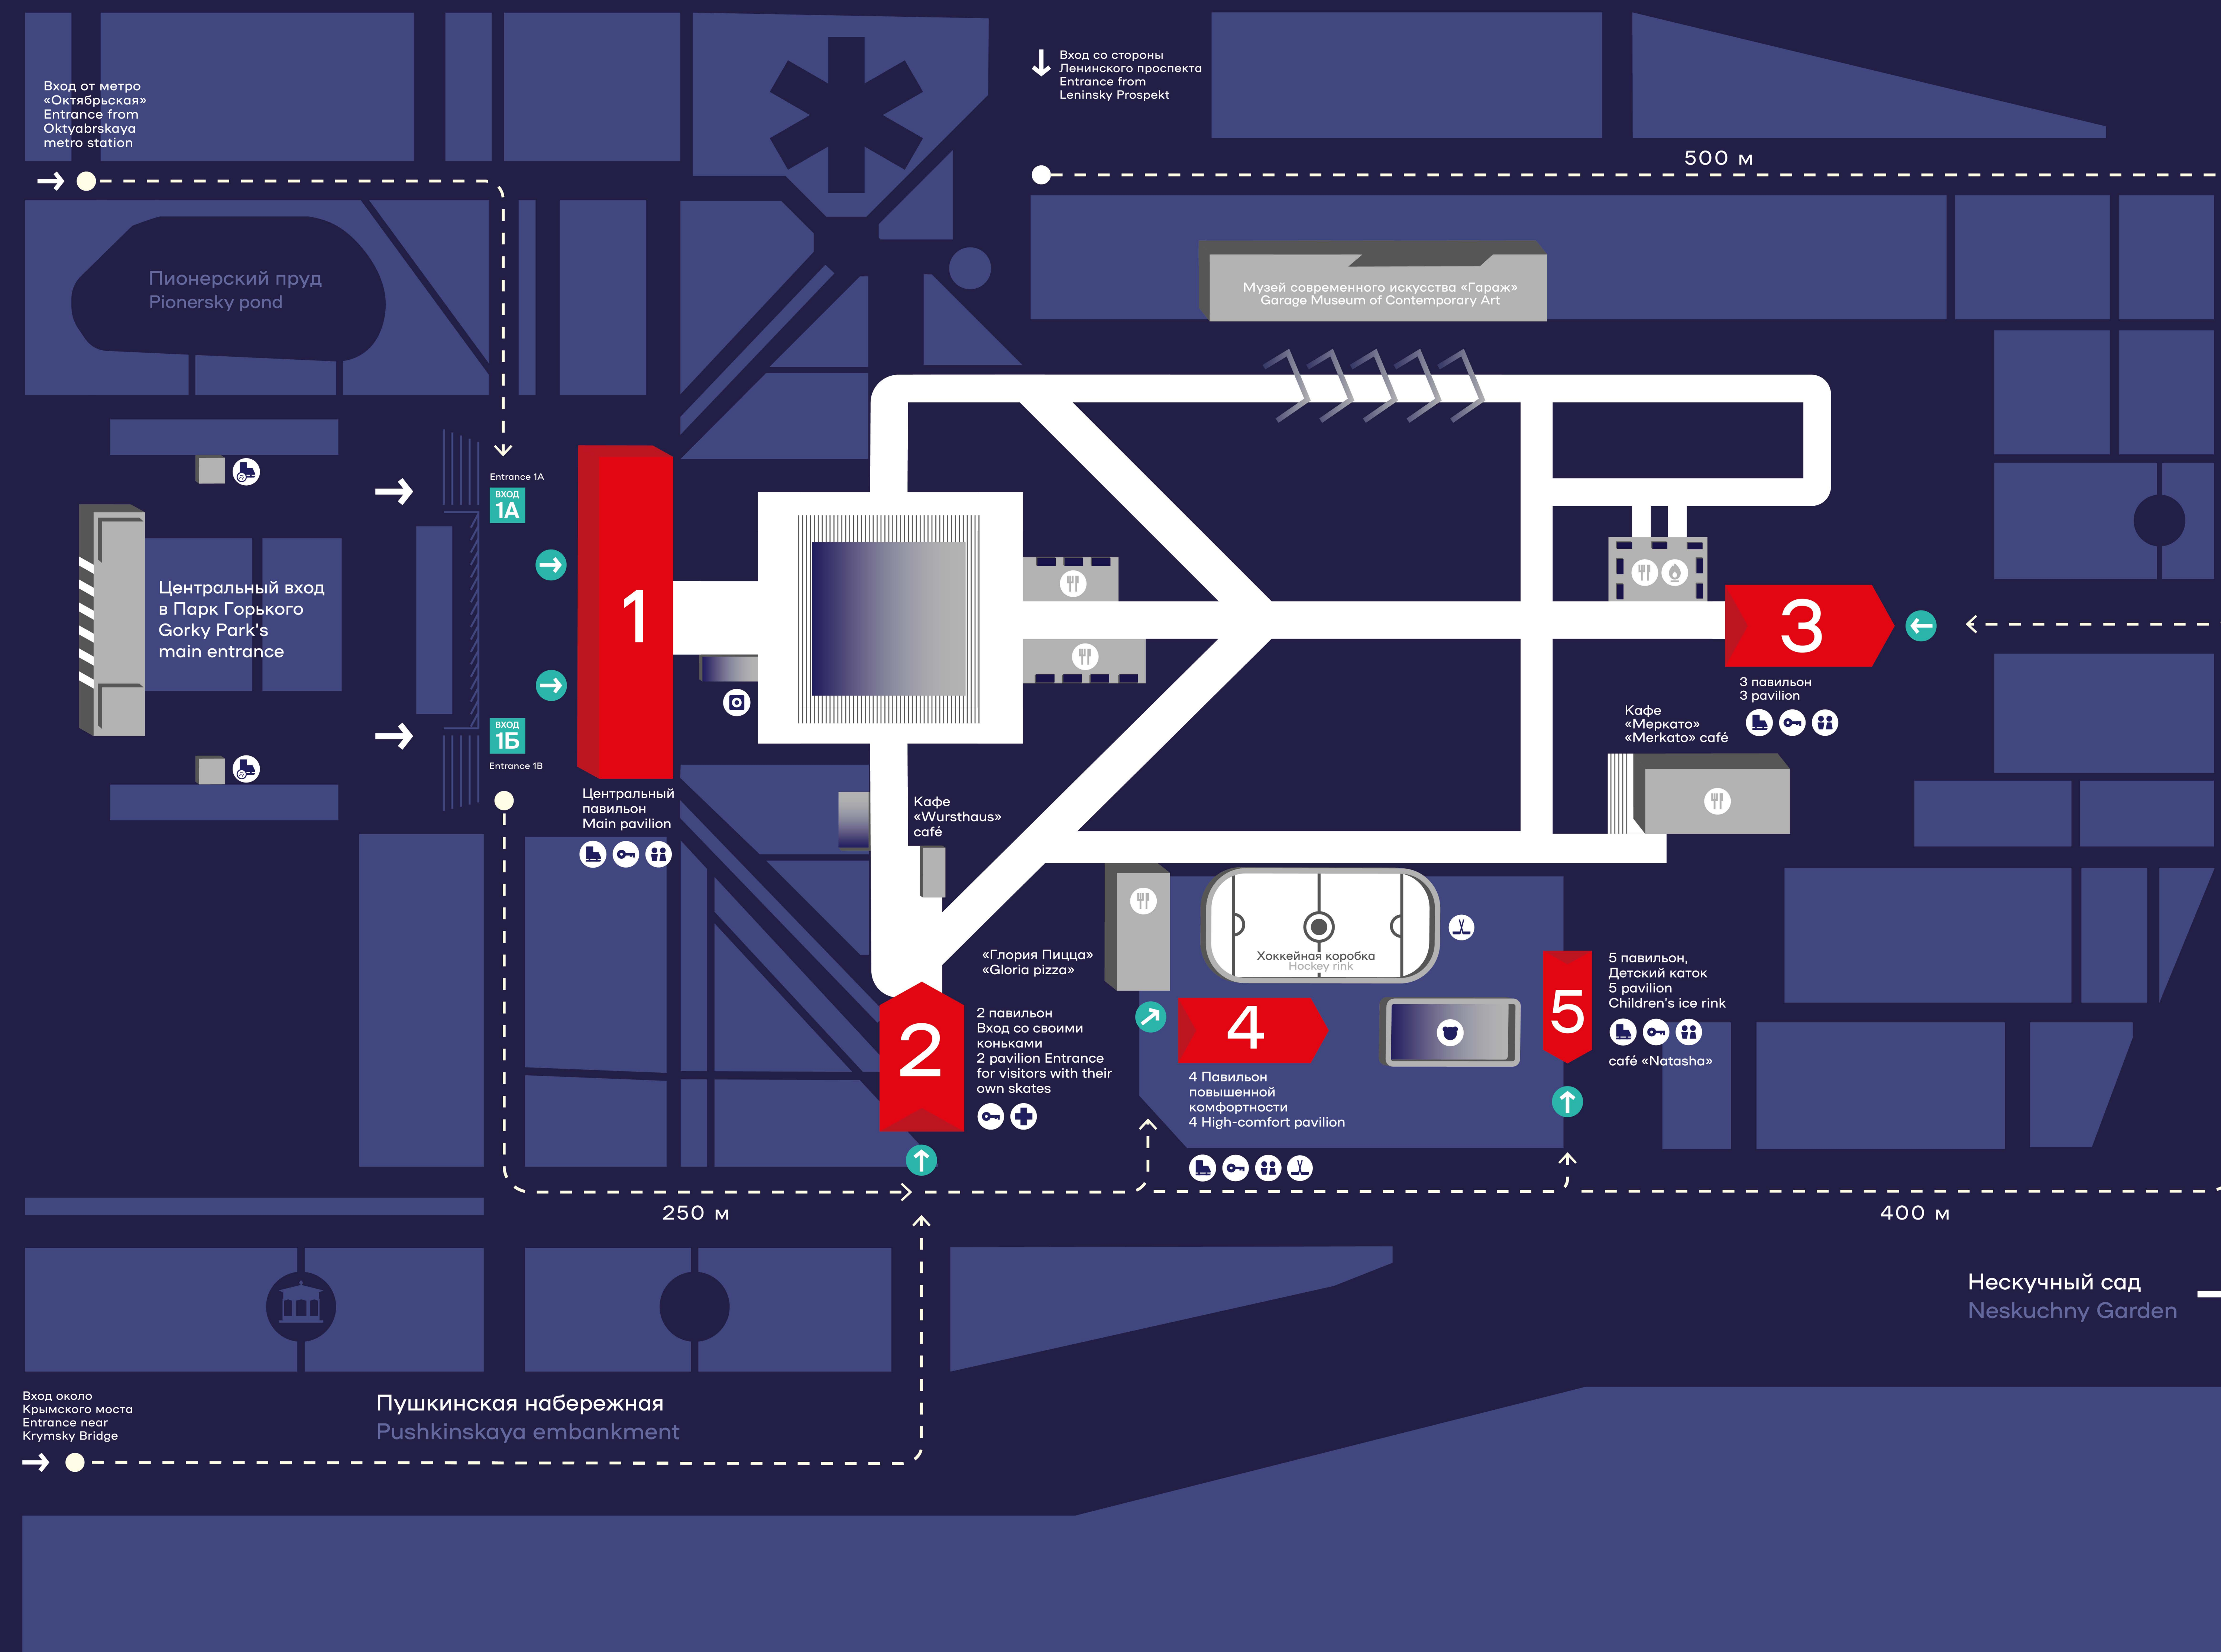 Вход от метро
«Октябрьская»
Entrance from
Oktyabrskaya
metro station
Вход со стороны
Ленинского проспекта
Entrance from
Leninsky Prospekt
500 м
Пионерский пруд
Pionersky pond
Музей современного искусства «Гараж»
Garage Museum of Contemporary Art
Entrance 1A
ВХОД
1А
Центральный вход
в Парк Горького
Gorky Park's
main entrance
1
ВХОД
1Б
Entrance 1B
Центральный
павильон
Main pavilion
3
3 павильон
3 pavilion
Кафе
«Меркато»
«Merkato» café
Кафе
«Wursthaus»
café
«Глория Пицца»
«Gloria pizza»
Хоккейная коробка
Hockey rink
2
2 павильон
Вход со своими
коньками
2 pavilion Entrance
for visitors with their
own skates
4
4 Павильон
повышенной
комфортности
4 High-comfort pavilion
5
5 павильон,
Детский каток
5 pavilion
Children's ice rink
café «Natasha»
250 м
400 м
Нескучный сад
Neskuchny Garden
Вход около
Крымского моста
Entrance near
Krymsky Bridge
Пушкинская набережная
Pushkinskaya embankment